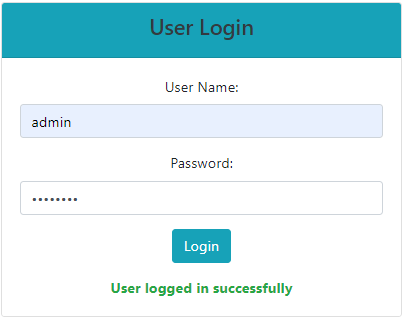 User Login
User Name:
admin
Password:
••••••••
Login
User logged in successfully